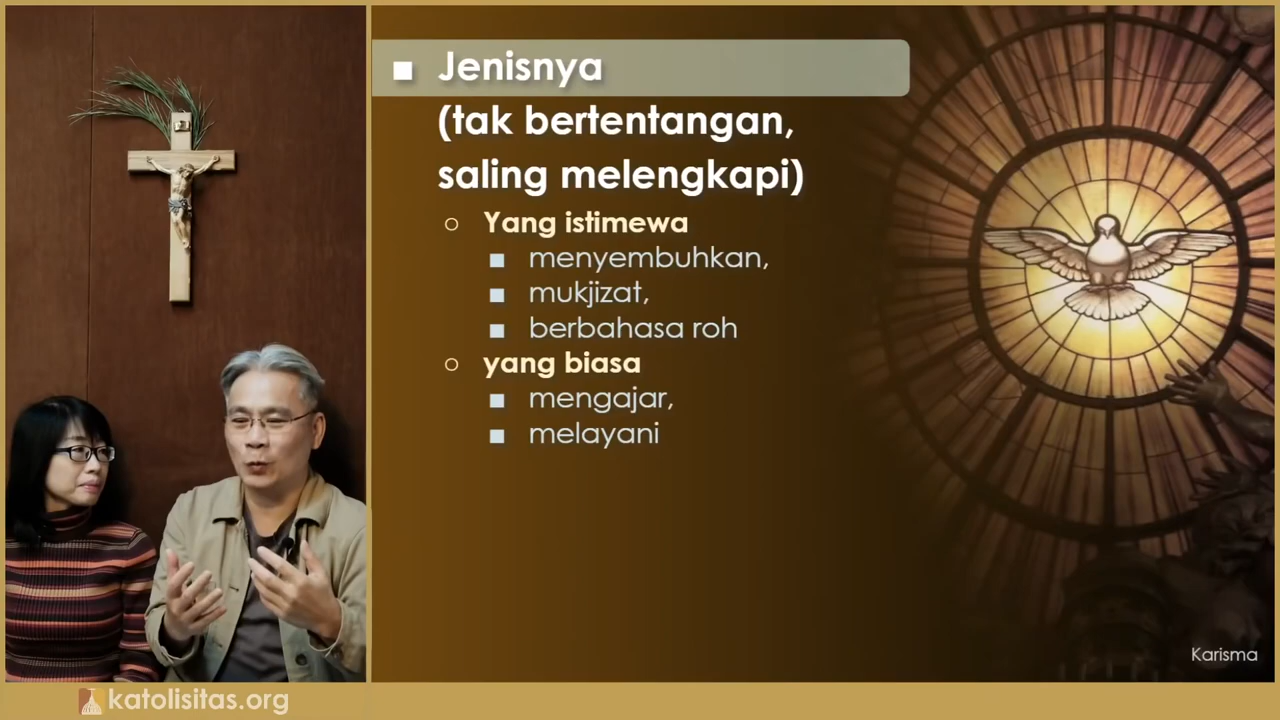 Jenisnya
(tak bertentangan,
saling melengkapi)
Yang istimewa
menyembuhkan,
mukjizat,
berbahasa roh
yang biasa
mengajar,
melayani
Karisma
katolisitas.org